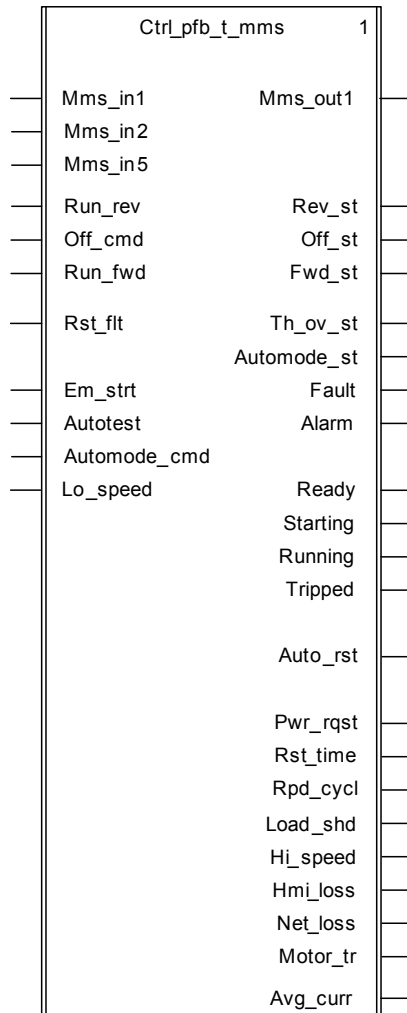 Ctrl_pfb_t_mms 1
Mms_in1 Mms_out1
Mms_in2
Mms_in5
Run_rev Rev_st
Off_cmd Off_st
Run_fwd Fwd_st
Rst_flt Th_ov_st
Automode_st
Em_strt Fault
Autotest Alarm
Automode_cmd
Lo_speed Ready
Starting
Running
Tripped
Auto_rst
Pwr_rqst
Rst_time
Rpd_cycl
Load_shd
Hi_speed
Hmi_loss
Net_loss
Motor_tr
Avg_curr